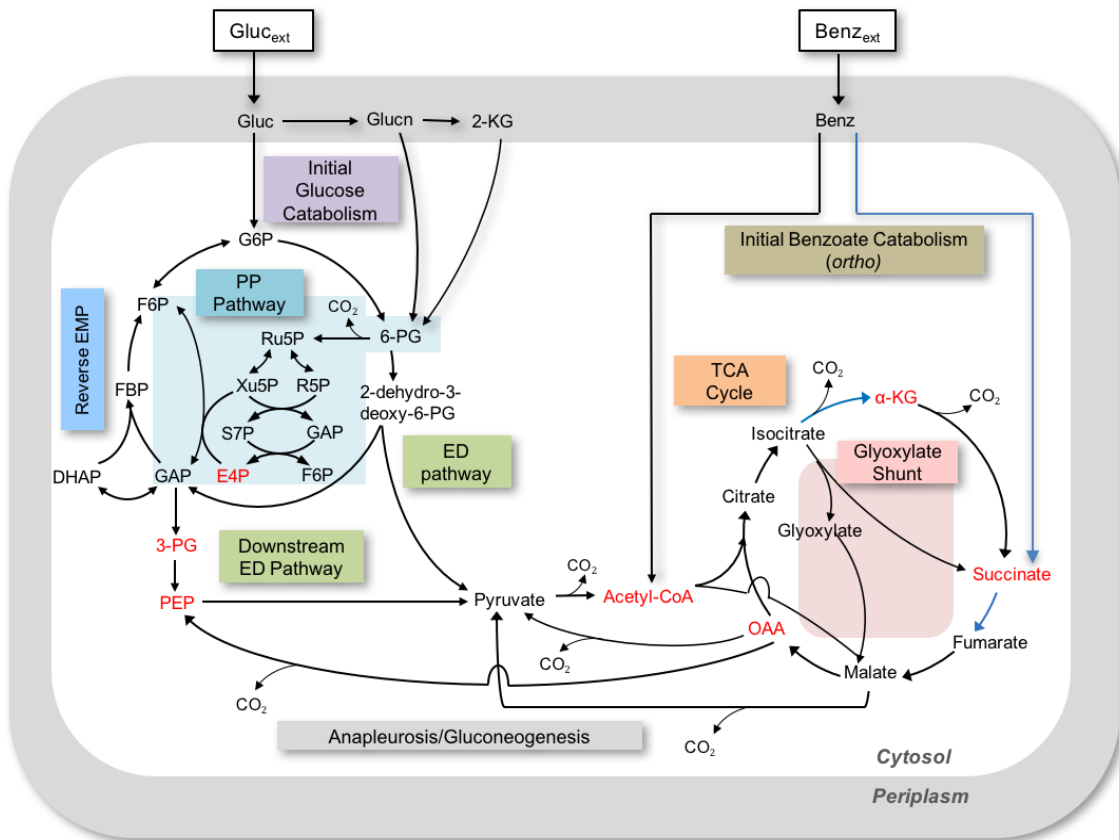 Gluc_ext
Benz_ext
Gluc
Glucn
2-KG
Benz
Initial
Glucose
Catabolism
G6P
Initial Benzoate Catabolism
(ortho)
PP
Pathway
F6P
CO₂
Reverse EMP
Ru5P
6-PG
FBP
Xu5P
R5P
2-dehydro-3-
deoxy-6-PG
TCA
Cycle
CO₂
α-KG
CO₂
S7P
GAP
Isocitrate
ED
pathway
Glyoxylate
Shunt
DHAP
GAP
E4P
F6P
Citrate
Glyoxylate
3-PG
Downstream
ED Pathway
CO₂
Succinate
PEP
Pyruvate
Acetyl-CoA
OAA
Fumarate
CO₂
Malate
CO₂
CO₂
Anapleurosis/Gluconeogenesis
Cytosol
Periplasm